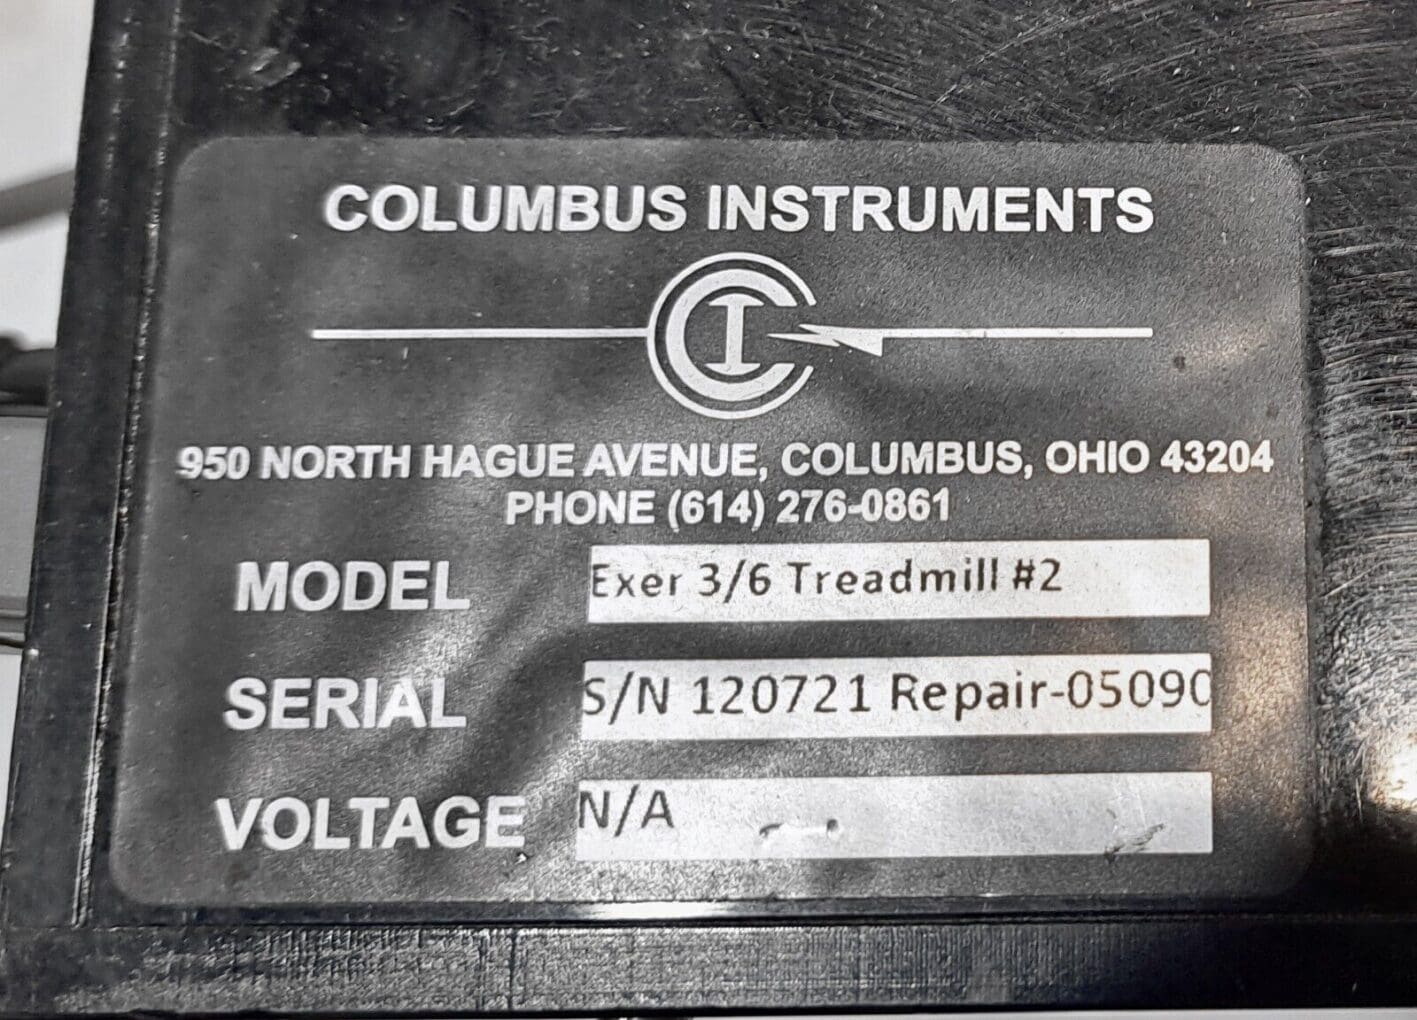 COLUMBUS INSTRUMENTS
CI
950 NORTH HAGUE AVENUE, COLUMBUS, OHIO 43204
PHONE (614) 276-0861
MODEL Exer 3/6 Treadmill #2
SERIAL S/N 120721 Repair-05090
VOLTAGE N/A